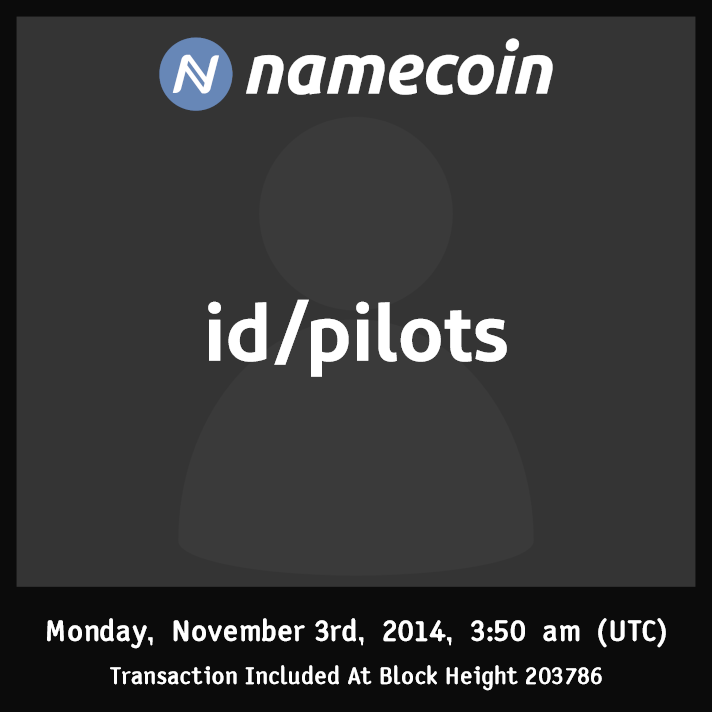 namecoin
id/pilots
Monday, November 3rd, 2014, 3:50 am (UTC)
Transaction Included At Block Height 203786